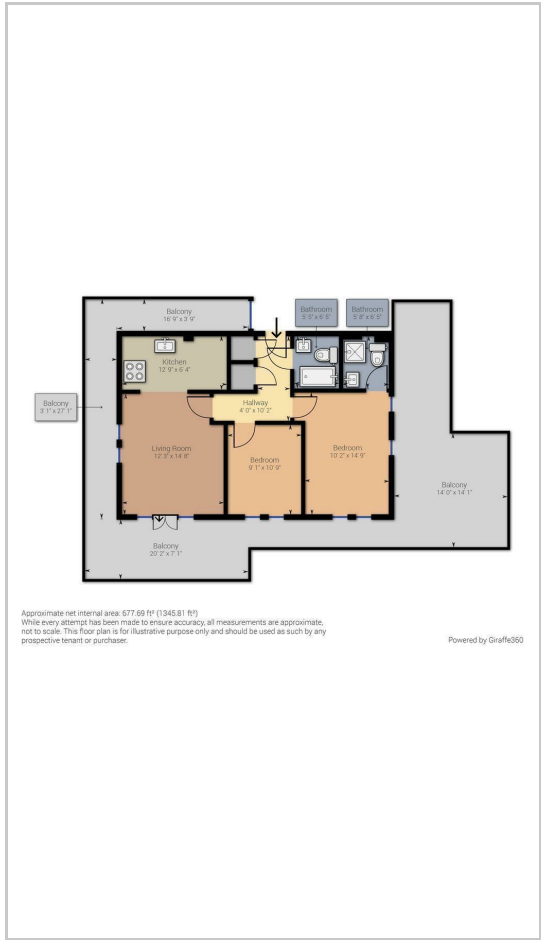 Balcony
16' 9" x 3' 9"
Bathroom
5' 5" x 6' 8"
Bathroom
5' 8" x 6' 5"
Kitchen
12' 9" x 6' 4"
Balcony
3' 1" x 27' 1"
Hallway
4' 0" x 10' 2"
Living Room
12' 3" x 14' 8"
Bedroom
9' 1" x 10' 9"
Bedroom
10' 2" x 14' 9"
Balcony
14' 0" x 14' 1"
Balcony
20' 2" x 7' 1"
Approximate net internal area: 677.69 ft² (1345.81 ft²)
While every attempt has been made to ensure accuracy, all measurements are approximate,
not to scale. This floor plan is for illustrative purpose only and should be used as such by any
prospective tenant or purchaser.
Powered by Giraffe360